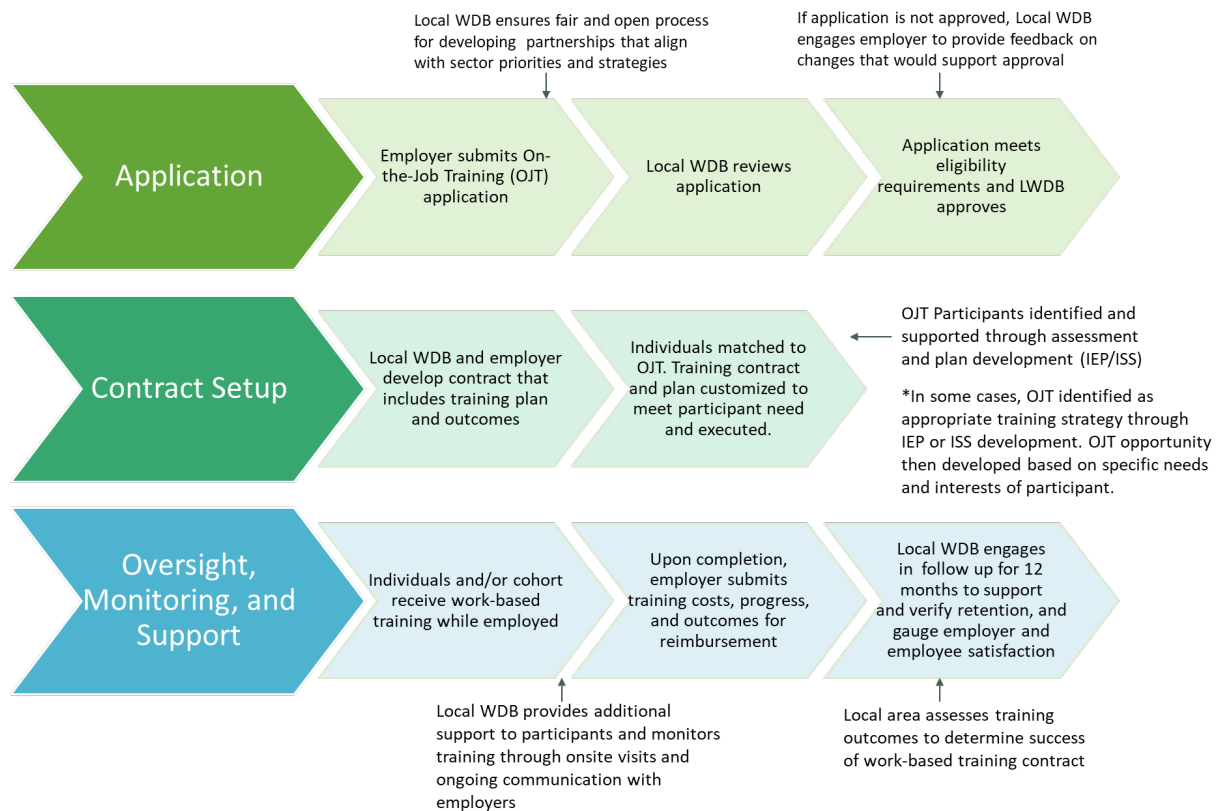 Local WDB ensures fair and open process
for developing partnerships that align
with sector priorities and strategies
If application is not approved, Local WDB
engages employer to provide feedback on
changes that would support approval
Application
Employer submits On-
the-Job Training (OJT)
application
Local WDB reviews
application
Application meets
eligibility
requirements and LWDB
approves
Contract Setup
Local WDB and employer
develop contract that
includes training plan
and outcomes
Individuals matched to
OJT. Training contract
and plan customized to
meet participant need
and executed.
OJT Participants identified and
supported through assessment
and plan development (IEP/ISS)
*In some cases, OJT identified as
appropriate training strategy through
IEP or ISS development. OJT opportunity
then developed based on specific needs
and interests of participant.
Oversight,
Monitoring, and
Support
Individuals and/or cohort
receive work-based
training while employed
Upon completion,
employer submits
training costs, progress,
and outcomes for
reimbursement
Local WDB engages
in follow up for 12
months to support
and verify retention, and
gauge employer and
employee satisfaction
Local WDB provides additional
support to participants and monitors
training through onsite visits and
ongoing communication with
employers
Local area assesses training
outcomes to determine success
of work-based training contract